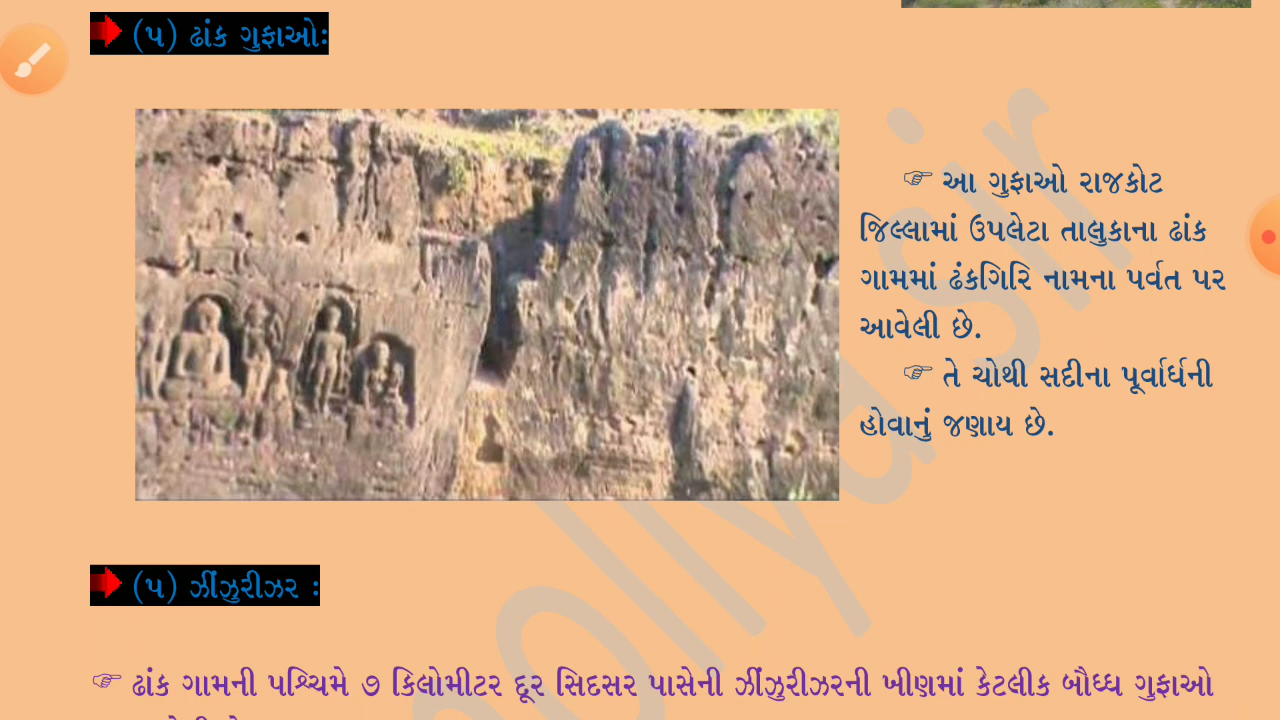 (૫) ઢાંક ગુફાઓ:
☞ આ ગુફાઓ રાજકોટ
જિલ્લામાં ઉપલેટા તાલુકાના ઢાંક
ગામમાં ઢંકગિરિ નામના પર્વત પર
આવેલી છે.
☞ તે ચોથી સદીના પૂર્વાર્ધની
હોવાનું જણાય છે.
(૫) ઝીંઝુરીઝર :
☞ ઢાંક ગામની પશ્ચિમે ૭ કિલોમીટર દૂર સિદસર પાસેની ઝીંઝુરીઝરની ખીણમાં કેટલીક બૌધ્ધ ગુફાઓ